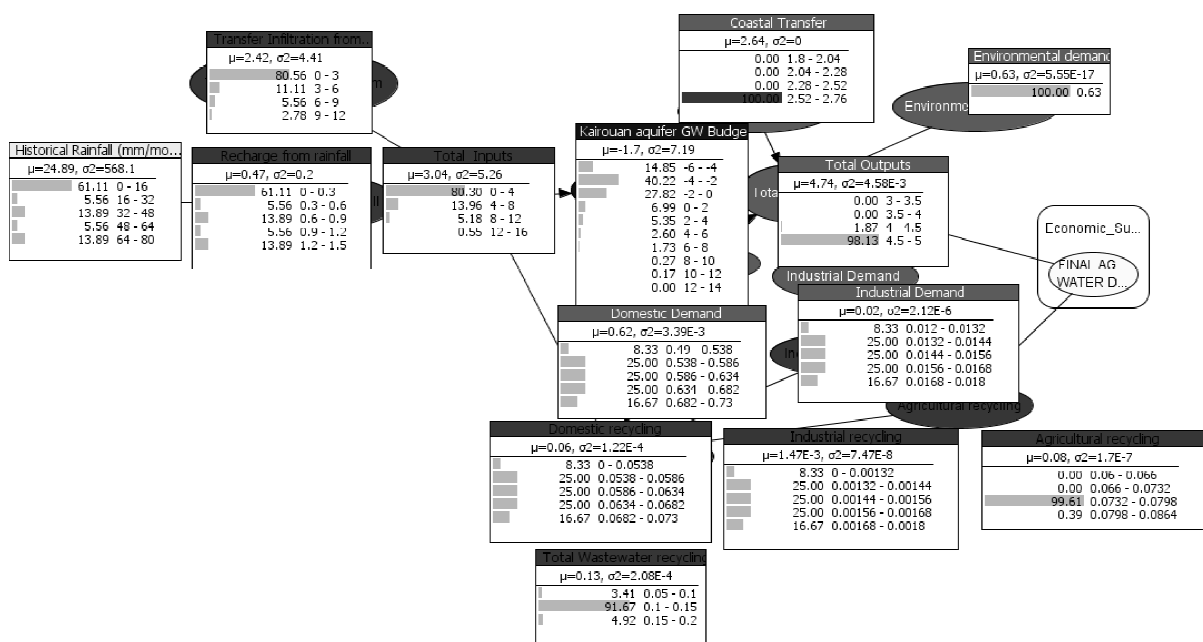 Coastal Transfer
μ=2.64, σ2=0
0.00 1.8 - 2.04
0.00 2.04 - 2.28
0.00 2.28 - 2.52
100.00 2.52 - 2.76
Transfer Infiltration from...
μ=2.42, σ2=4.41
80.56 0 - 3
11.11 3 - 6
5.56 6 - 9
2.78 9 - 12
Environmental demand
μ=0.63, σ2=5.55E-17
100.00 0.63
Environment
Historical Rainfall (mm/mo...
μ=24.89, σ2=568.1
61.11 0 - 16
5.56 16 - 32
13.89 32 - 48
5.56 48 - 64
13.89 64 - 80
Recharge from rainfall
μ=0.47, σ2=0.2
61.11 0 - 0.3
5.56 0.3 - 0.6
13.89 0.6 - 0.9
5.56 0.9 - 1.2
13.89 1.2 - 1.5
Total Inputs
μ=3.04, σ2=5.26
80.30 0 - 4
13.96 4 - 8
5.18 8 - 12
0.55 12 - 16
Kairouan aquifer GW Budge
μ=-1.7, σ2=7.19
14.85 -6 - -4
40.22 -4 - -2
27.82 -2 - 0
6.99 0 - 2
5.35 2 - 4
2.60 4 - 6
1.73 6 - 8
0.27 8 - 10
0.17 10 - 12
0.00 12 - 14
Total Outputs
μ=4.74, σ2=4.58E-3
0.00 3 - 3.5
0.00 3.5 - 4
1.87 4 - 4.5
98.13 4.5 - 5
Economic_Su...
FINAL AG
WATER D...
Industrial Demand
Industrial Demand
μ=0.02, σ2=2.12E-6
8.33 0.012 - 0.0132
25.00 0.0132 - 0.0144
25.00 0.0144 - 0.0156
25.00 0.0156 - 0.0168
16.67 0.0168 - 0.018
Domestic Demand
μ=0.62, σ2=3.39E-3
8.33 0.49 - 0.538
25.00 0.538 - 0.586
25.00 0.586 - 0.634
25.00 0.634 - 0.682
16.67 0.682 - 0.73
Agricultural recycling
Domestic recycling
μ=0.06, σ2=1.22E-4
8.33 0 - 0.0538
25.00 0.0538 - 0.0586
25.00 0.0586 - 0.0634
25.00 0.0634 - 0.0682
16.67 0.0682 - 0.073
Industrial recycling
μ=1.47E-3, σ2=7.47E-8
8.33 0 - 0.00132
25.00 0.00132 - 0.00144
25.00 0.00144 - 0.00156
25.00 0.00156 - 0.00168
16.67 0.00168 - 0.0018
Agricultural recycling
μ=0.08, σ2=1.7E-7
0.00 0.06 - 0.066
0.00 0.066 - 0.0732
99.61 0.0732 - 0.0798
0.39 0.0798 - 0.0864
Total Wastewater recycling
μ=0.13, σ2=2.08E-4
3.41 0.05 - 0.1
91.67 0.1 - 0.15
4.92 0.15 - 0.2